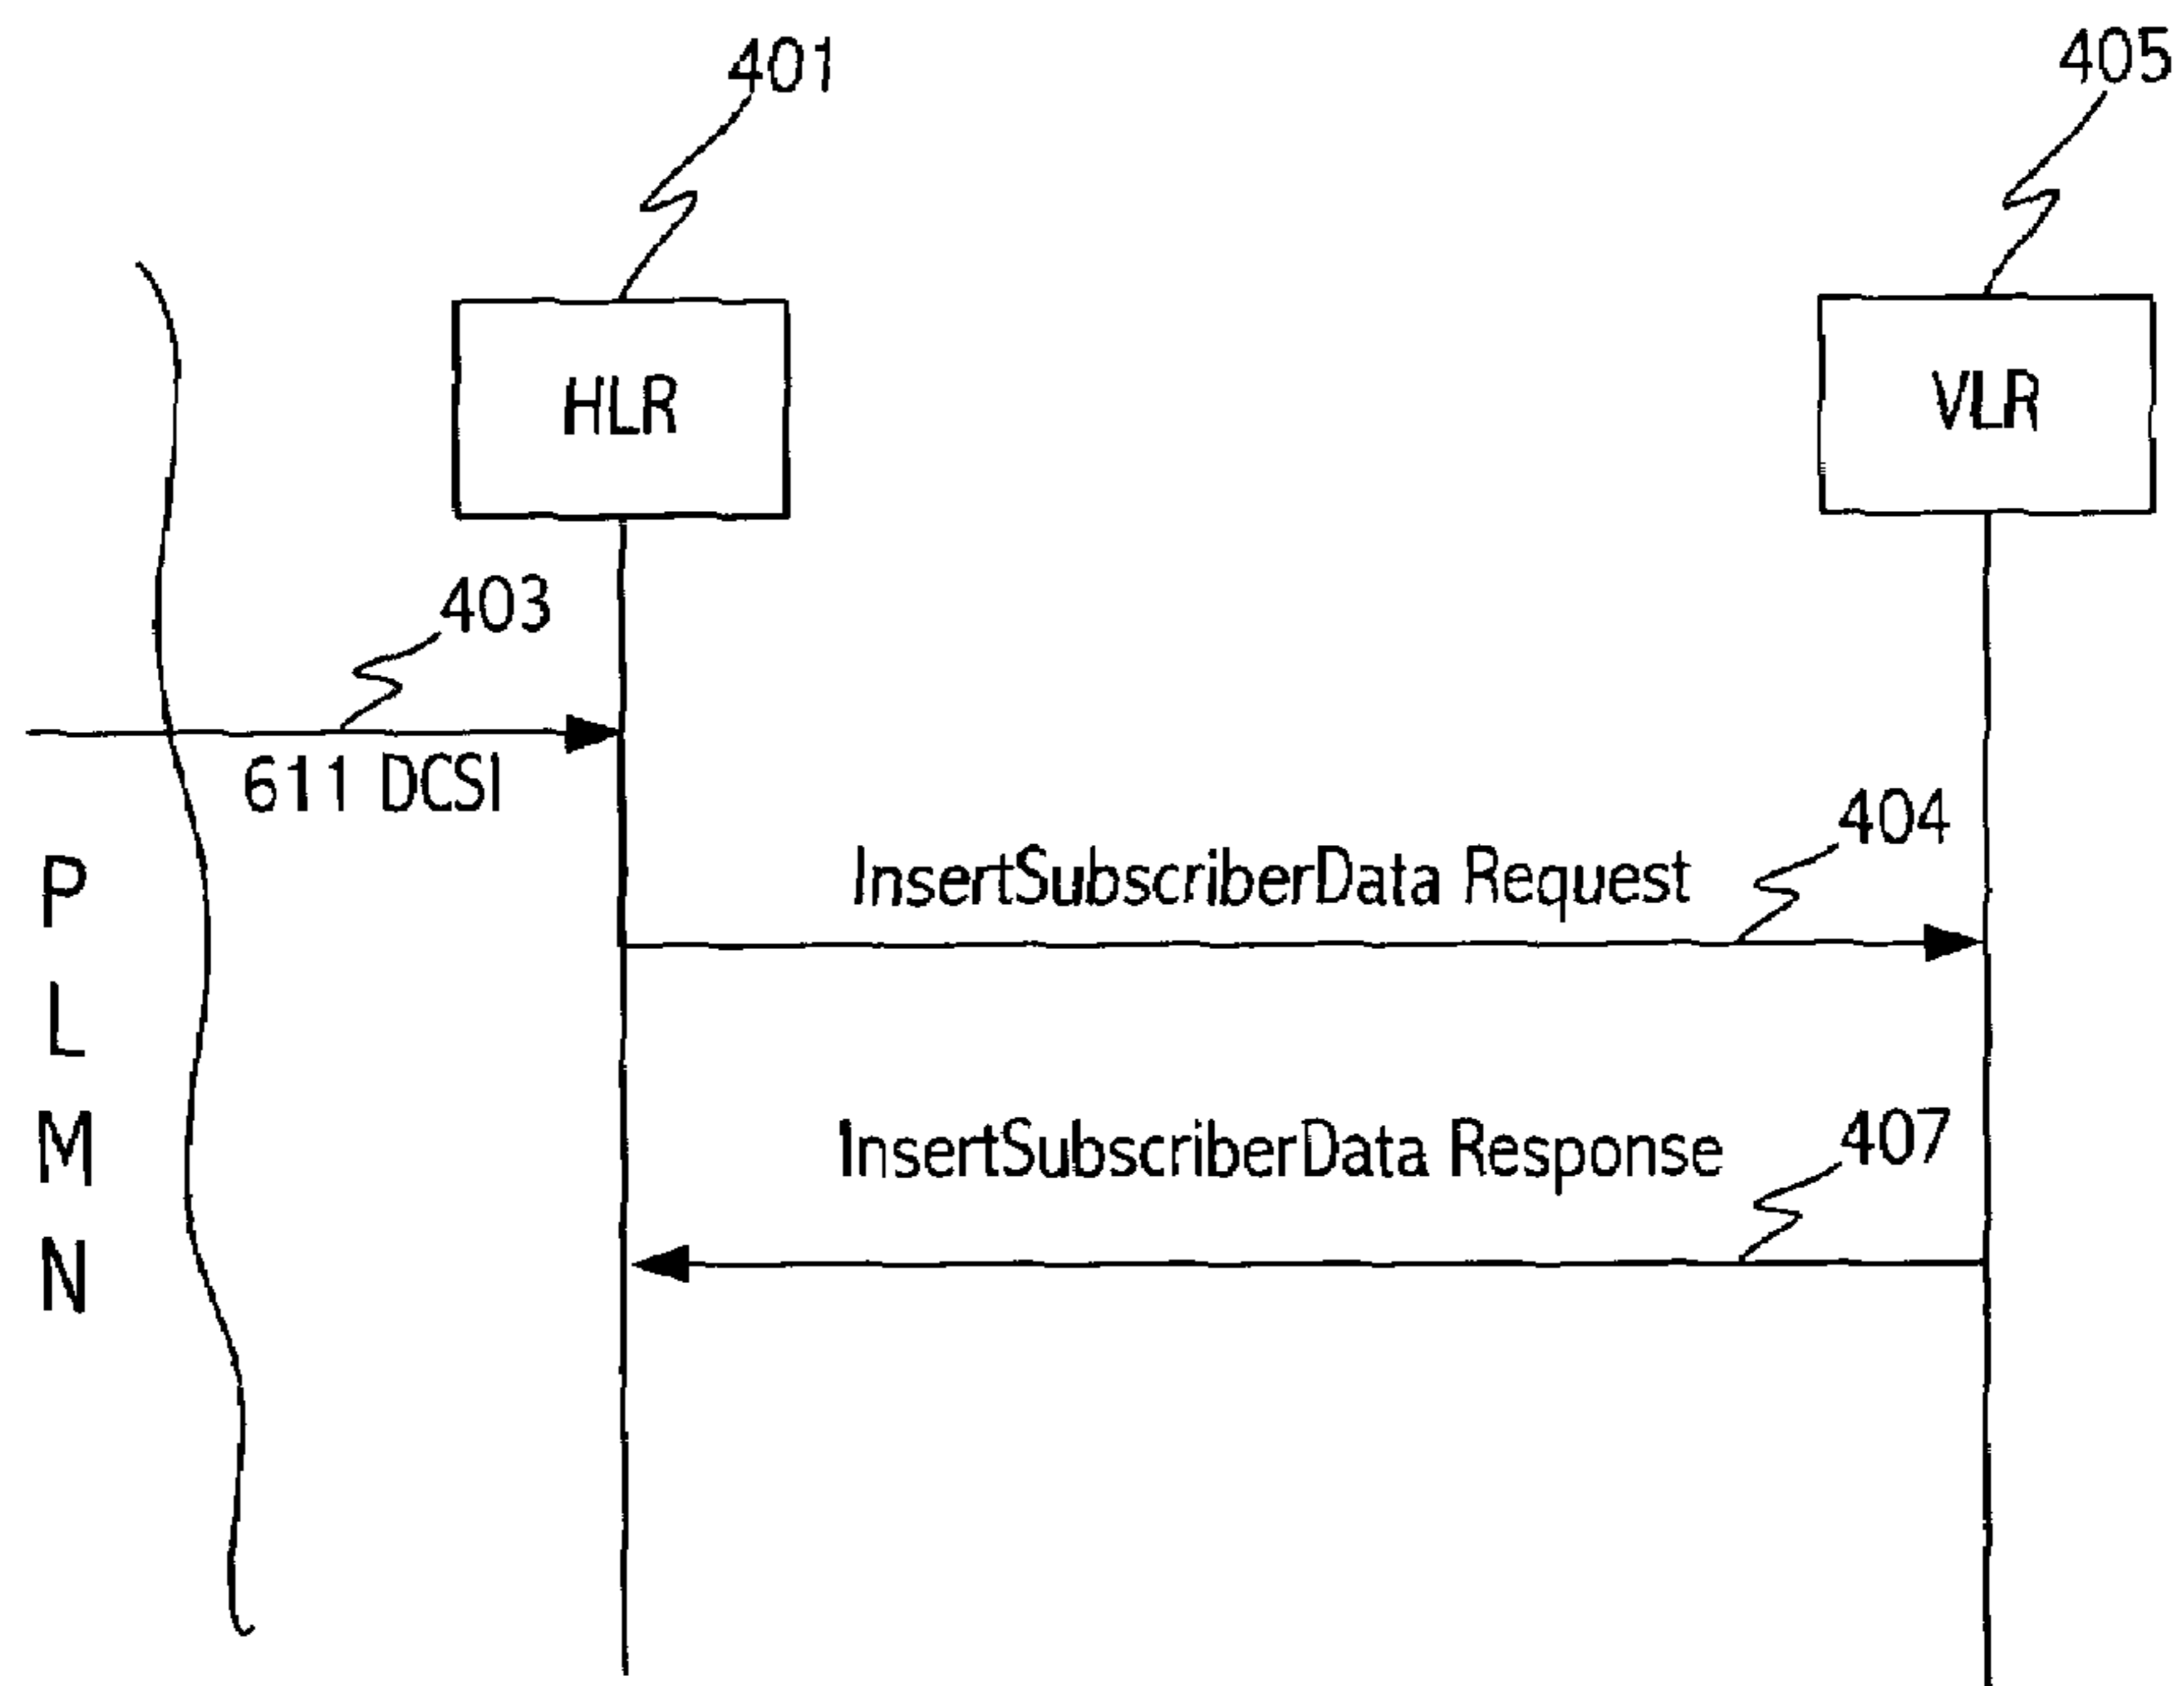 401
405
HLR
VLR
403
611 DCSI
404
InsertSubscriberData Request
407
InsertSubscriberData Response
P
L
M
N